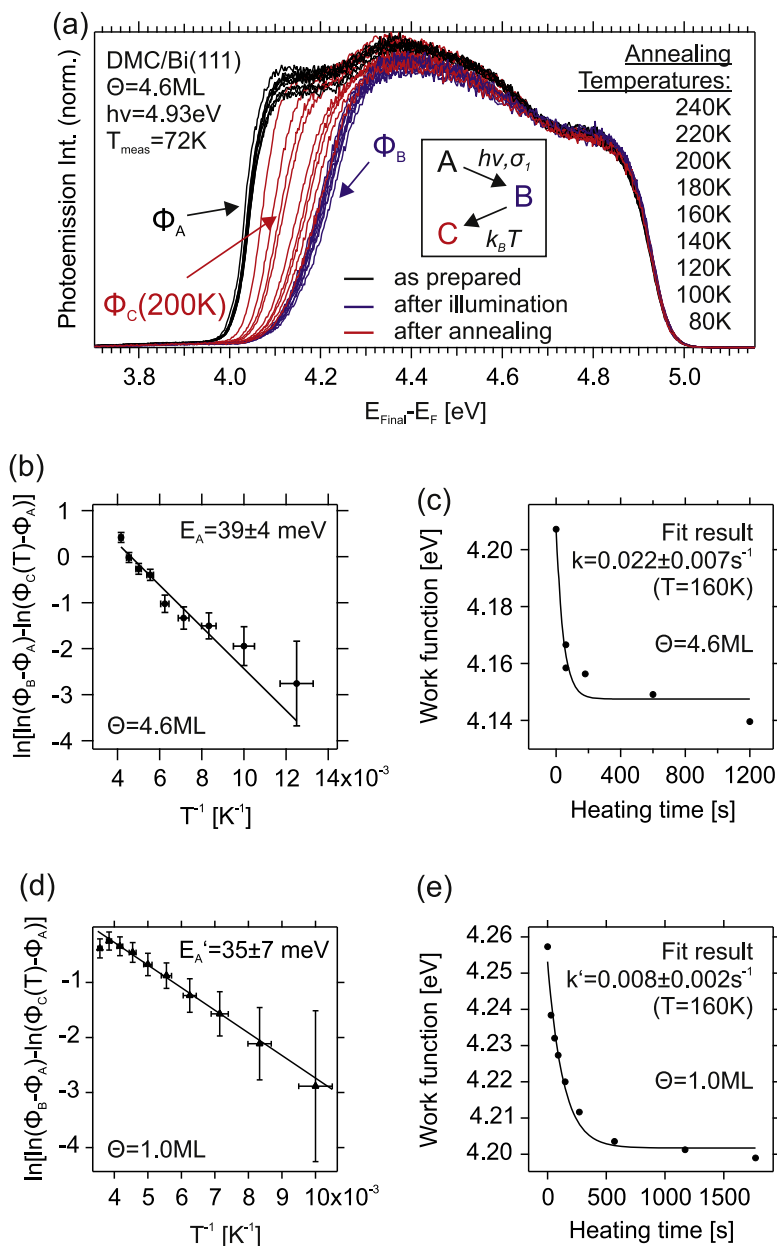 (a)
DMC/Bi(111)
Θ=4.6ML
hν=4.93eV
T_meas=72K
Annealing
Temperatures:
240K
220K
200K
180K
160K
140K
120K
100K
80K
Φ_A
Φ_B
Φ_C(200K)
A hν,σ₁
B
C k_BT
as prepared
after illumination
after annealing
Photoemission Int. (norm.)
3.8 4.0 4.2 4.4 4.6 4.8 5.0
E_Final-E_F [eV]
(b)
ln[ln(Φ_B-Φ_A)-ln(Φ_C(T)-Φ_A)]
1
0
-1
-2
-3
-4
E_A=39±4 meV
Θ=4.6ML
4 6 8 10 12 14x10⁻³
T⁻¹ [K⁻¹]
(c)
Work function [eV]
4.20
4.18
4.16
4.14
Fit result
k=0.022±0.007s⁻¹
(T=160K)
Θ=4.6ML
0 400 800 1200
Heating time [s]
(d)
ln[ln(Φ_B-Φ_A)-ln(Φ_C(T)-Φ_A)]
-1
-2
-3
-4
E_A‘=35±7 meV
Θ=1.0ML
4 5 6 7 8 9 10x10⁻³
T⁻¹ [K⁻¹]
(e)
Work function [eV]
4.26
4.25
4.24
4.23
4.22
4.21
4.20
Fit result
k‘=0.008±0.002s⁻¹
(T=160K)
Θ=1.0ML
0 500 1000 1500
Heating time [s]